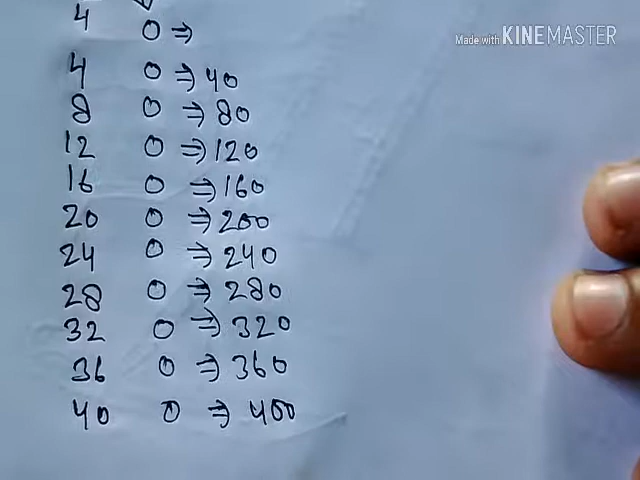 Made with KINEMASTER
4 0 ⇒
4 0 ⇒ 40
8 0 ⇒ 80
12 0 ⇒ 120
16 0 ⇒ 160
20 0 ⇒ 200
24 0 ⇒ 240
28 0 ⇒ 280
32 0 ⇒ 320
36 0 ⇒ 360
40 0 ⇒ 400